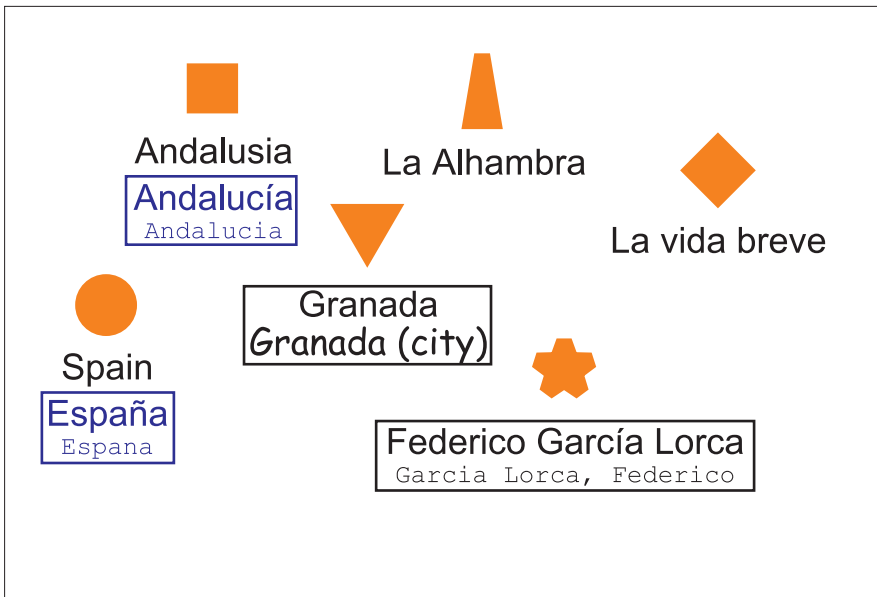 Andalusia
Andalucía
Andalucia
La Alhambra
La vida breve
Granada
Granada (city)
Spain
España
Espana
Federico García Lorca
Garcia Lorca, Federico